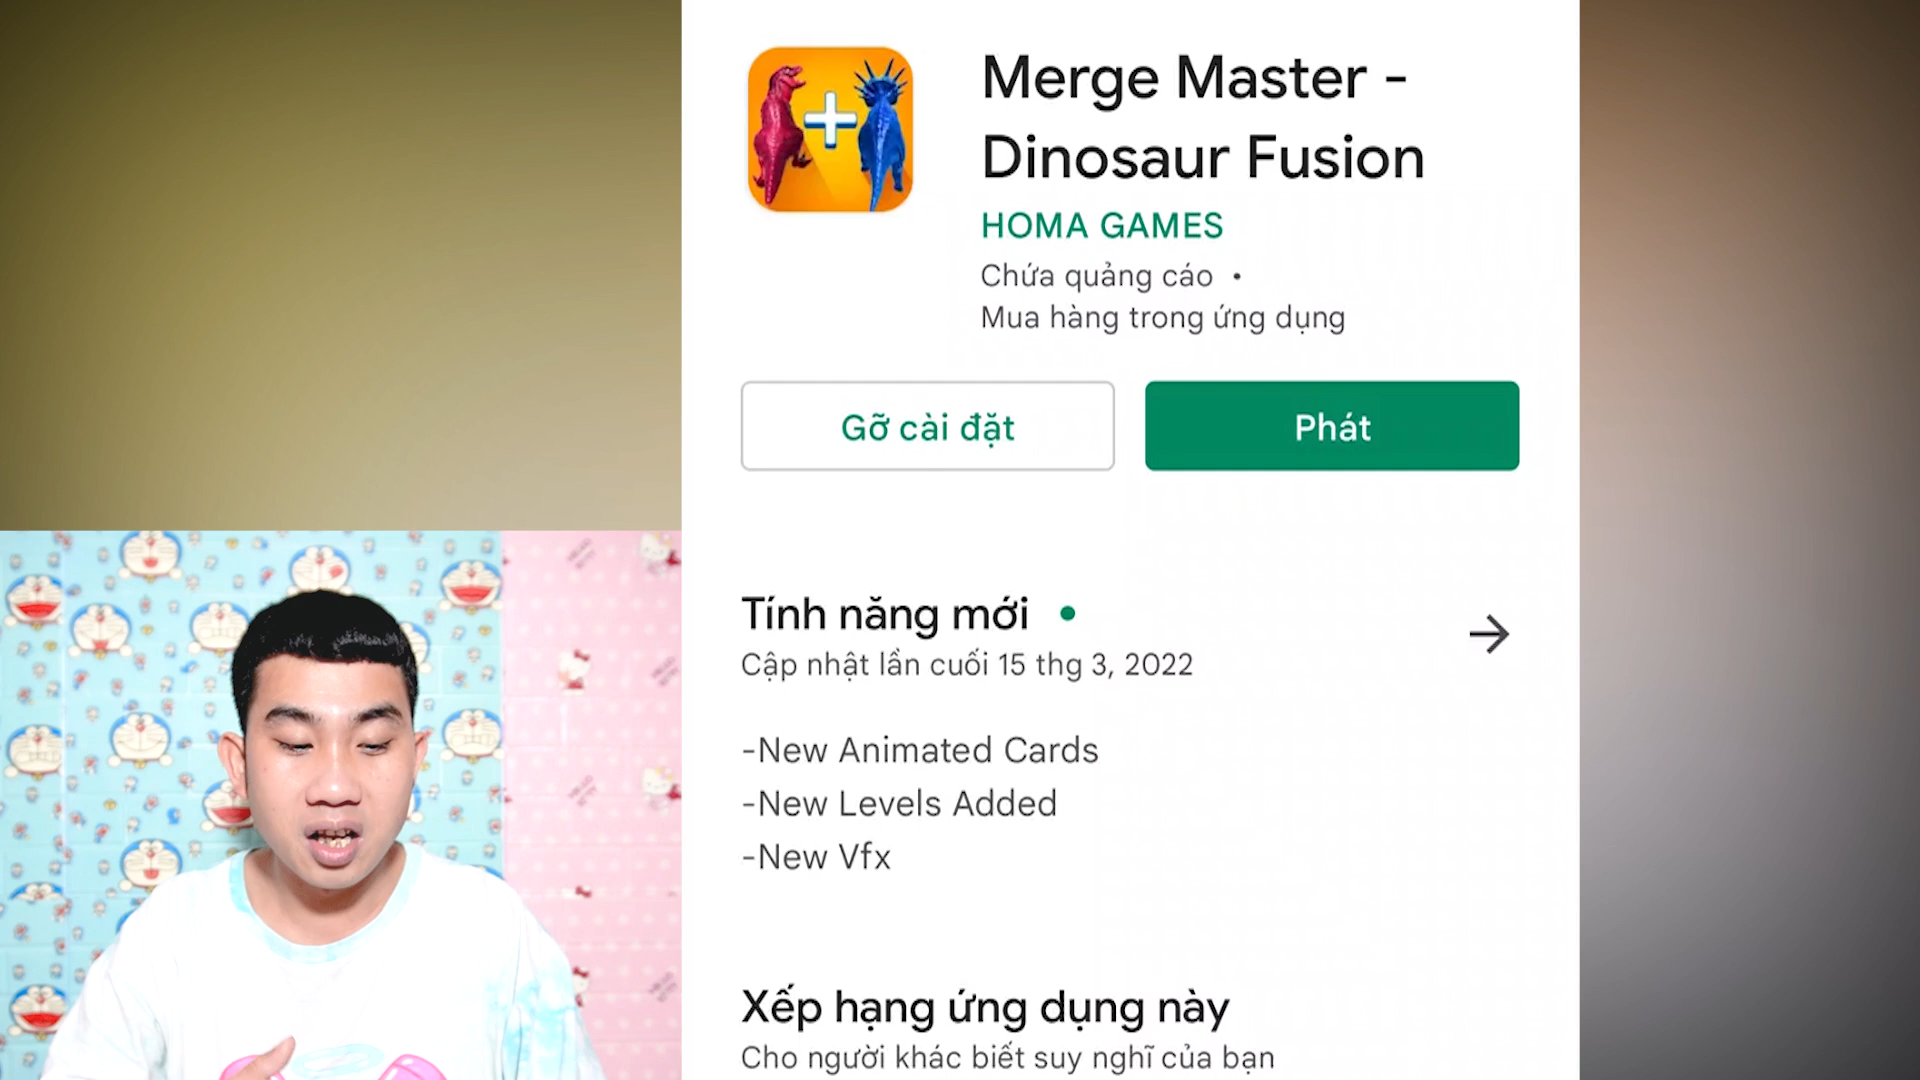 Merge Master -
Dinosaur Fusion
HOMA GAMES
Chứa quảng cáo •
Mua hàng trong ứng dụng
Gỡ cài đặt
Phát
Tính năng mới •
Cập nhật lần cuối 15 thg 3, 2022
-New Animated Cards
-New Levels Added
-New Vfx
Xếp hạng ứng dụng này
Cho người khác biết suy nghĩ của bạn